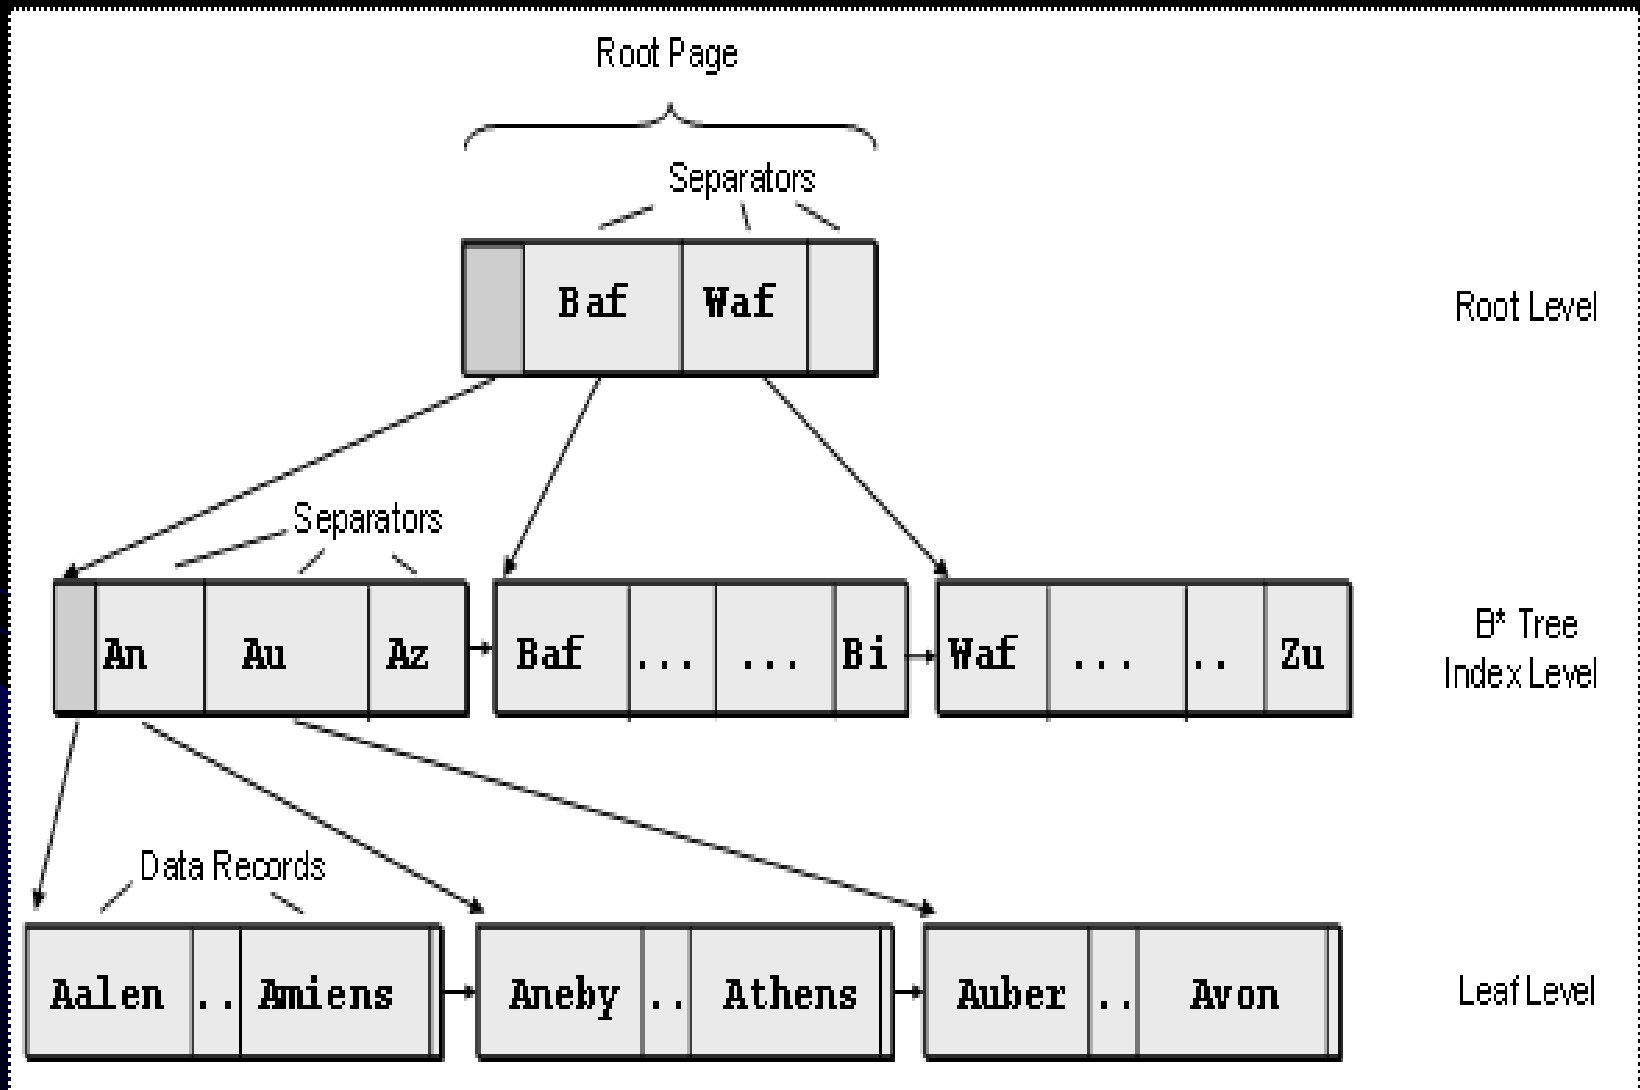 Root Page
Separators
Baf Waf
Root Level
Separators
An Au Az Baf ... ... Bi Waf ... .. Zu
B* Tree
Index Level
Data Records
Aalen .. Amiens Aneby .. Athens Auber .. Avon
Leaf Level